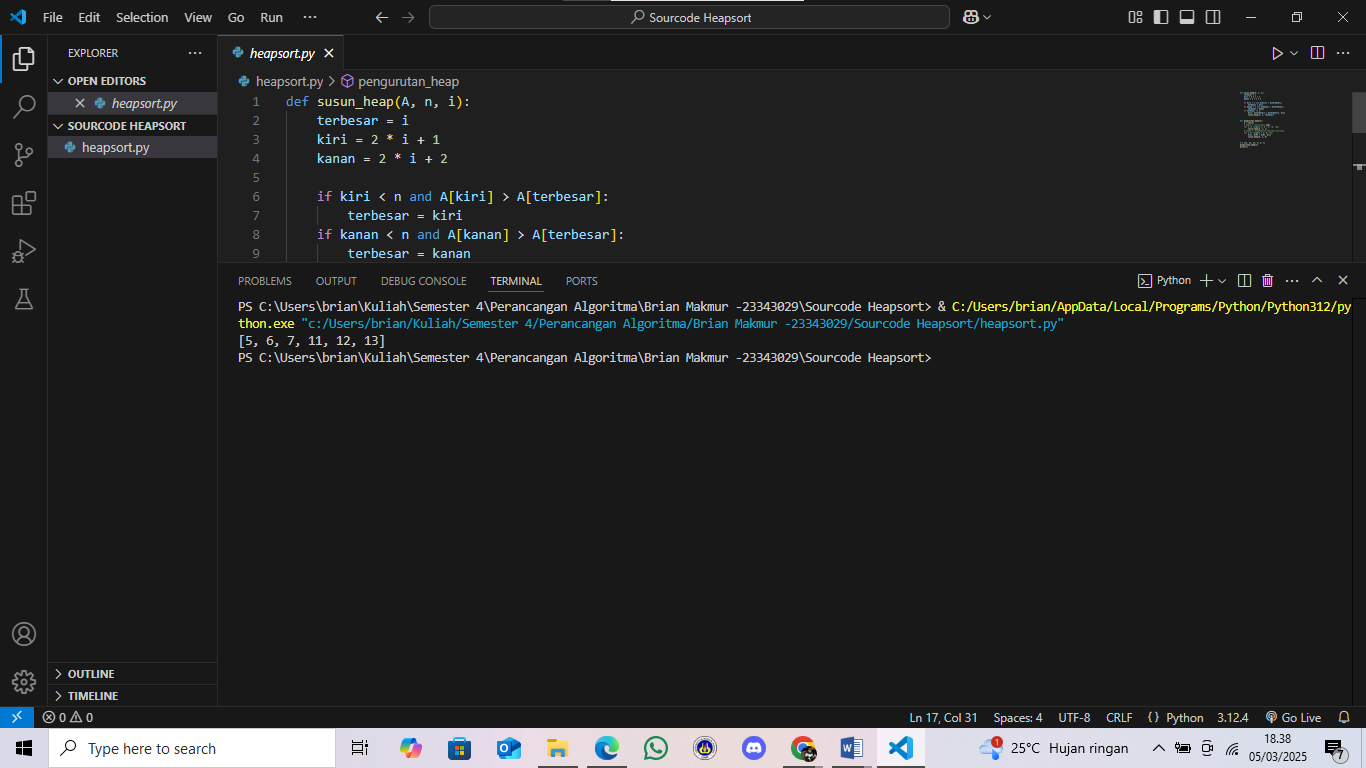 File Edit Selection View Go Run ···
Sourcode Heapsort
EXPLORER
OPEN EDITORS
heapsort.py
SOURCODE HEAPSORT
heapsort.py
OUTLINE
TIMELINE
heapsort.py
heapsort.py > pengurutan_heap
1 def susun_heap(A, n, i):
2 terbesar = i
3 kiri = 2 * i + 1
4 kanan = 2 * i + 2
5
6 if kiri < n and A[kiri] > A[terbesar]:
7 terbesar = kiri
8 if kanan < n and A[kanan] > A[terbesar]:
9 terbesar = kanan
PROBLEMS OUTPUT DEBUG CONSOLE TERMINAL PORTS
Python
PS C:\Users\brian\Kuliah\Semester 4\Perancangan Algoritma\Brian Makmur -23343029\Sourcode Heapsort> & C:/Users/brian/AppData/Local/Programs/Python/Python312/py
thon.exe "c:/Users/brian/Kuliah/Semester 4/Perancangan Algoritma/Brian Makmur -23343029/Sourcode Heapsort/heapsort.py"
[5, 6, 7, 11, 12, 13]
PS C:\Users\brian\Kuliah\Semester 4\Perancangan Algoritma\Brian Makmur -23343029\Sourcode Heapsort>
0 0
Ln 17, Col 31 Spaces: 4 UTF-8 CRLF {} Python 3.12.4 Go Live
Type here to search
1
25°C Hujan ringan
18.38
05/03/2025
7